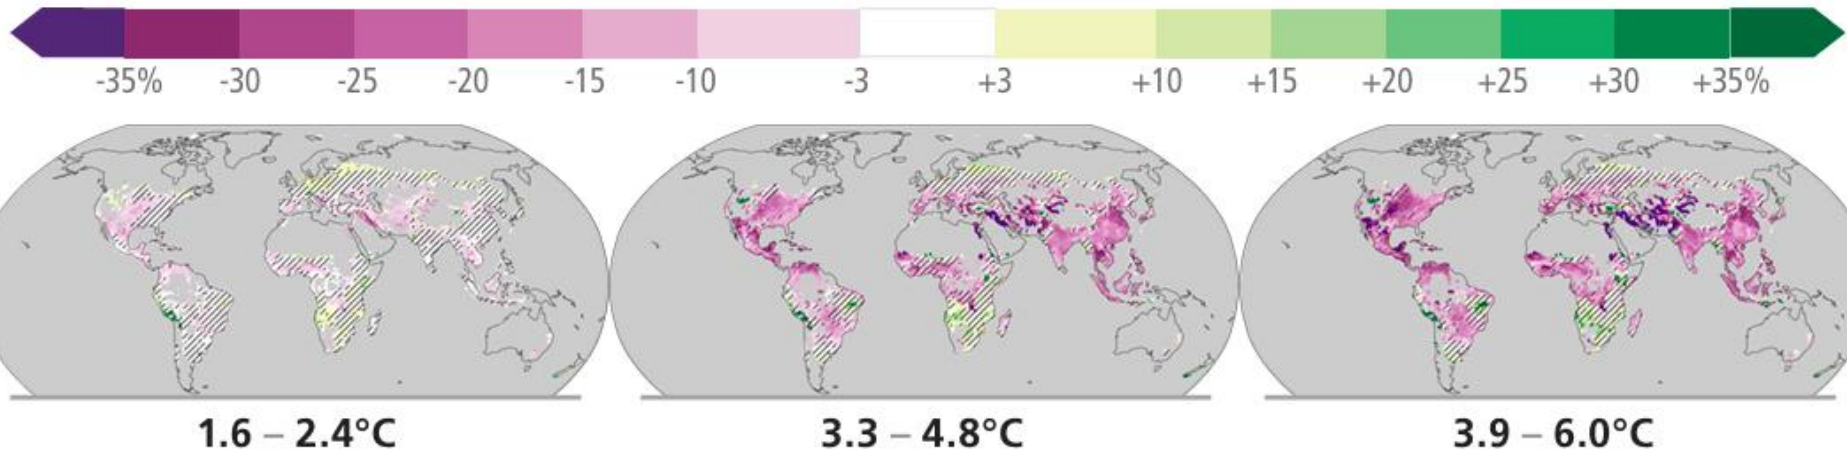 -35% -30 -25 -20 -15 -10 -3 +3 +10 +15 +20 +25 +30 +35%
1.6 – 2.4°C 3.3 – 4.8°C 3.9 – 6.0°C